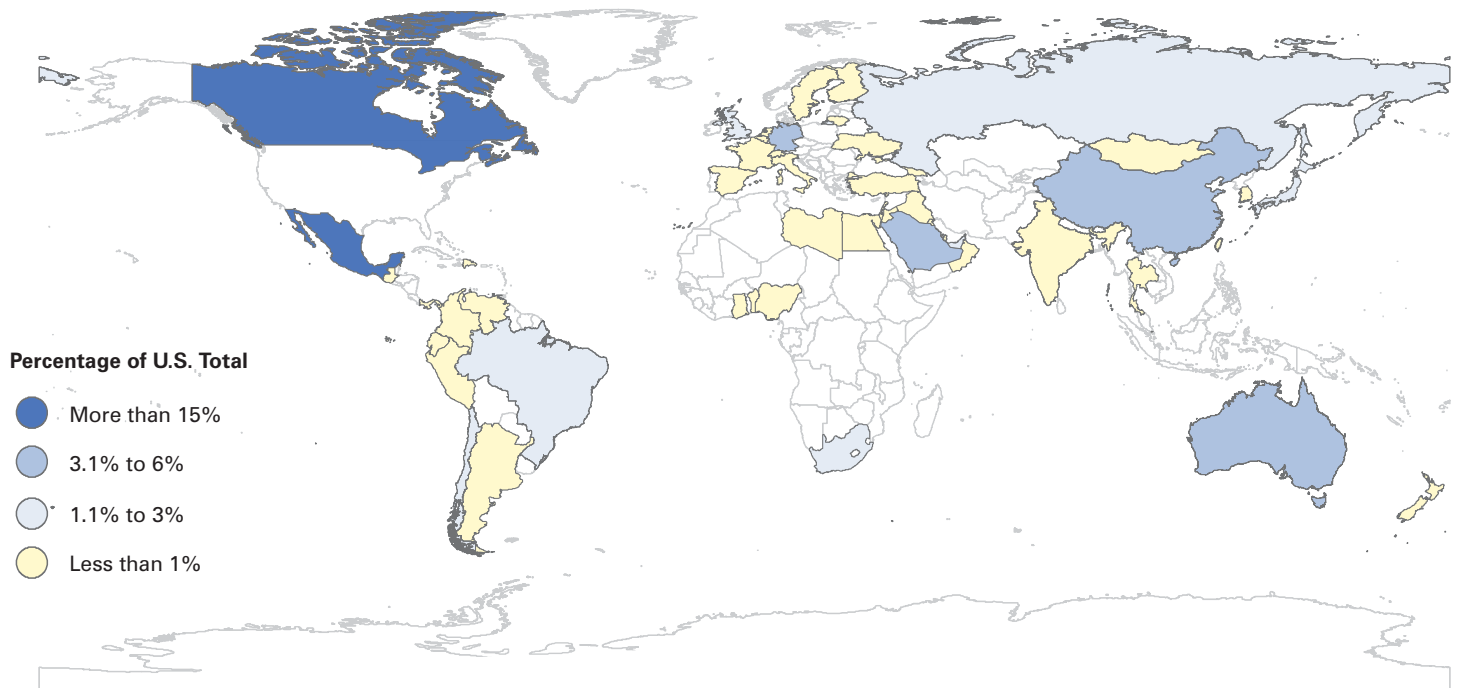 Percentage of U.S. Total
More than 15%
3.1% to 6%
1.1% to 3%
Less than 1%